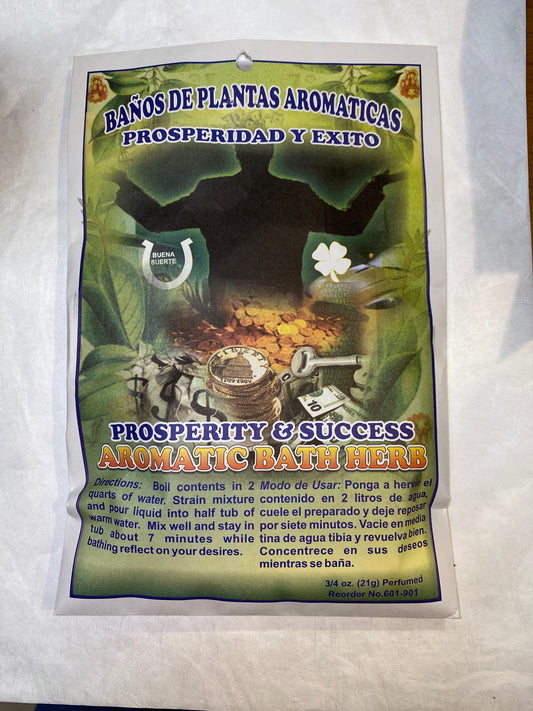 BAÑOS DE PLANTAS AROMATICAS
PROSPERIDAD Y EXITO
BUENA
SUERTE
10
PROSPERITY & SUCCESS
AROMATIC BATH HERB
Directions: Boil contents in 2
quarts of water. Strain mixture
and pour liquid into half tub of
warm water. Mix well and stay in
tub about 7 minutes while
bathing reflect on your desires.
Modo de Usar: Ponga a hervir el
contenido en 2 litros de agua,
cuele el preparado y deje reposar
por siete minutos. Vacie en media
tina de agua tibia y revuelva bien.
Concentrece en sus deseos
mientras se baña.
3/4 oz. (21g) Perfumed
Reorder No.601-901